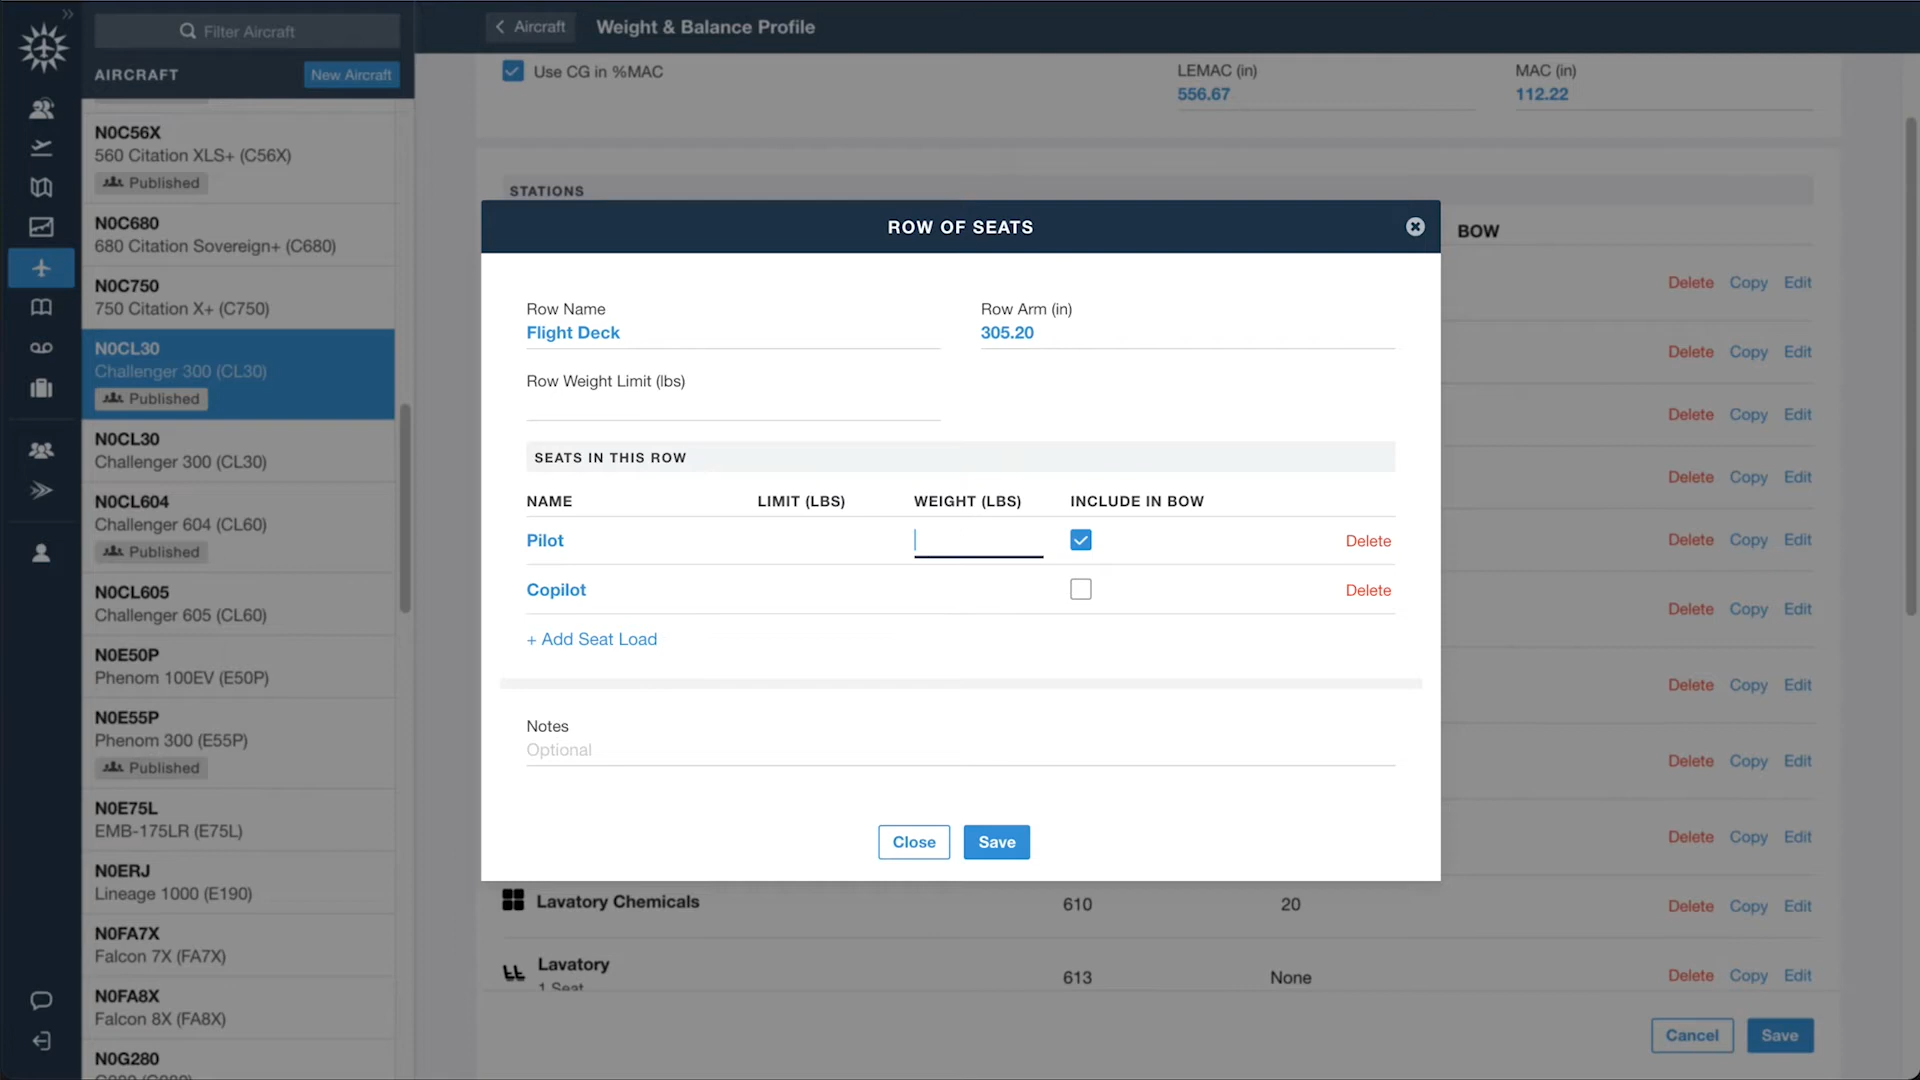 Filter Aircraft
AIRCRAFT
New Aircraft
N0C56X
560 Citation XLS+ (C56X)
Published
N0C680
680 Citation Sovereign+ (C680)
N0C750
750 Citation X+ (C750)
N0CL30
Challenger 300 (CL30)
Published
N0CL30
Challenger 300 (CL30)
N0CL604
Challenger 604 (CL60)
Published
N0CL605
Challenger 605 (CL60)
N0E50P
Phenom 100EV (E50P)
N0E55P
Phenom 300 (E55P)
Published
N0E75L
EMB-175LR (E75L)
N0ERJ
Lineage 1000 (E190)
N0FA7X
Falcon 7X (FA7X)
N0FA8X
Falcon 8X (FA8X)
N0G280
Aircraft
Weight & Balance Profile
Use CG in %MAC
LEMAC (in)
556.67
MAC (in)
112.22
STATIONS
BOW
Delete Copy Edit
Delete Copy Edit
Delete Copy Edit
Delete Copy Edit
Delete Copy Edit
Delete Copy Edit
Delete Copy Edit
Delete Copy Edit
Delete Copy Edit
ROW OF SEATS
Row Name
Flight Deck
Row Arm (in)
305.20
Row Weight Limit (lbs)
SEATS IN THIS ROW
NAME LIMIT (LBS) WEIGHT (LBS) INCLUDE IN BOW
Pilot Delete
Copilot Delete
+ Add Seat Load
Notes
Optional
Close Save
Lavatory Chemicals 610 20 Delete Copy Edit
Lavatory 613 None Delete Copy Edit
1 Seat
Cancel Save